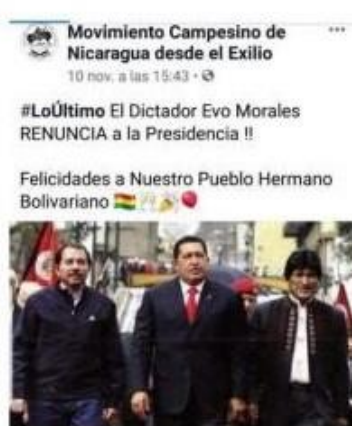 Movimiento Campesino de
Nicaragua desde el Exilio
10 nov. a las 15:43 ·
#LoÚltimo El Dictador Evo Morales
RENUNCIA a la Presidencia !!
Felicidades a Nuestro Pueblo Hermano
Bolivariano